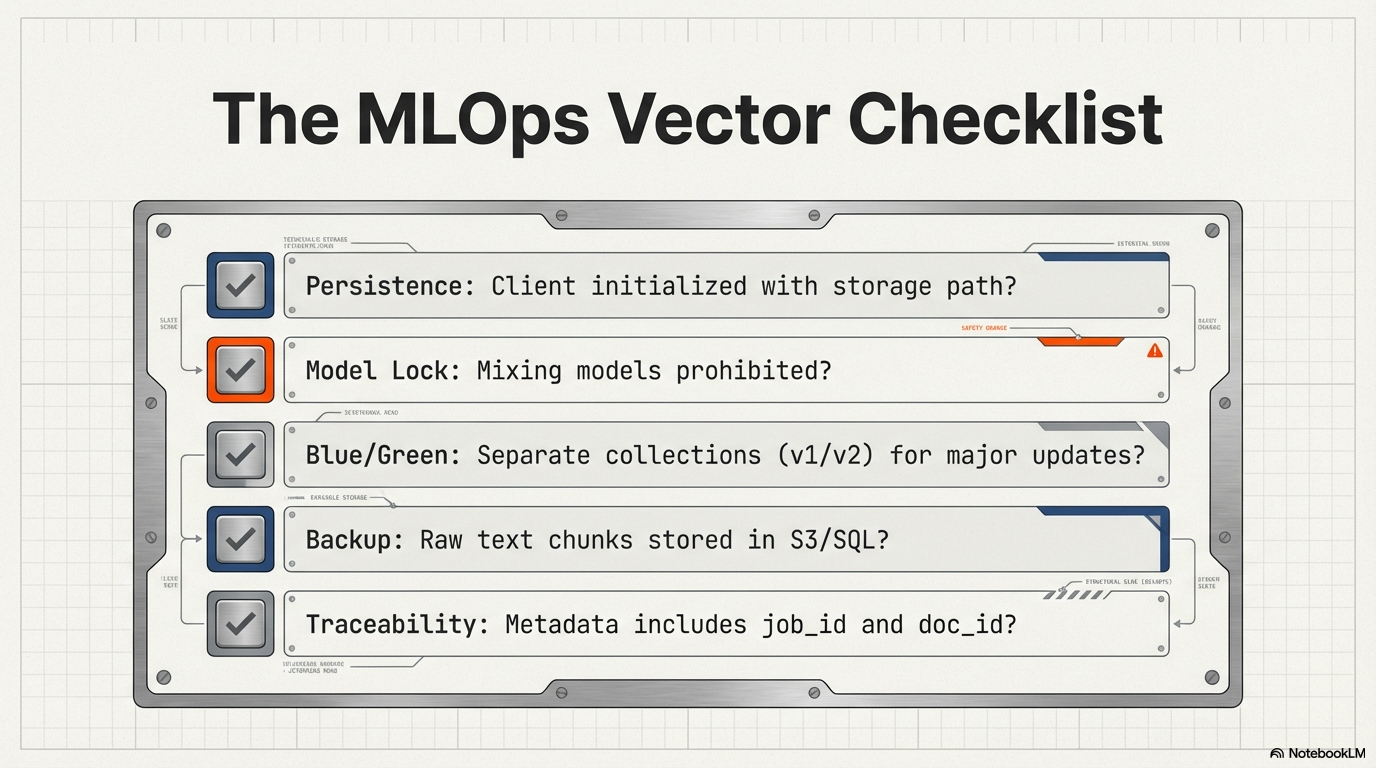 The MLOps Vector Checklist
Persistence: Client initialized with storage path?
SAFETY ORANGE
Model Lock: Mixing models prohibited?
Blue/Green: Separate collections (v1/v2) for major updates?
STORAGE
Backup: Raw text chunks stored in S3/SQL?
Traceability: Metadata includes job_id and doc_id?
NotebookLM